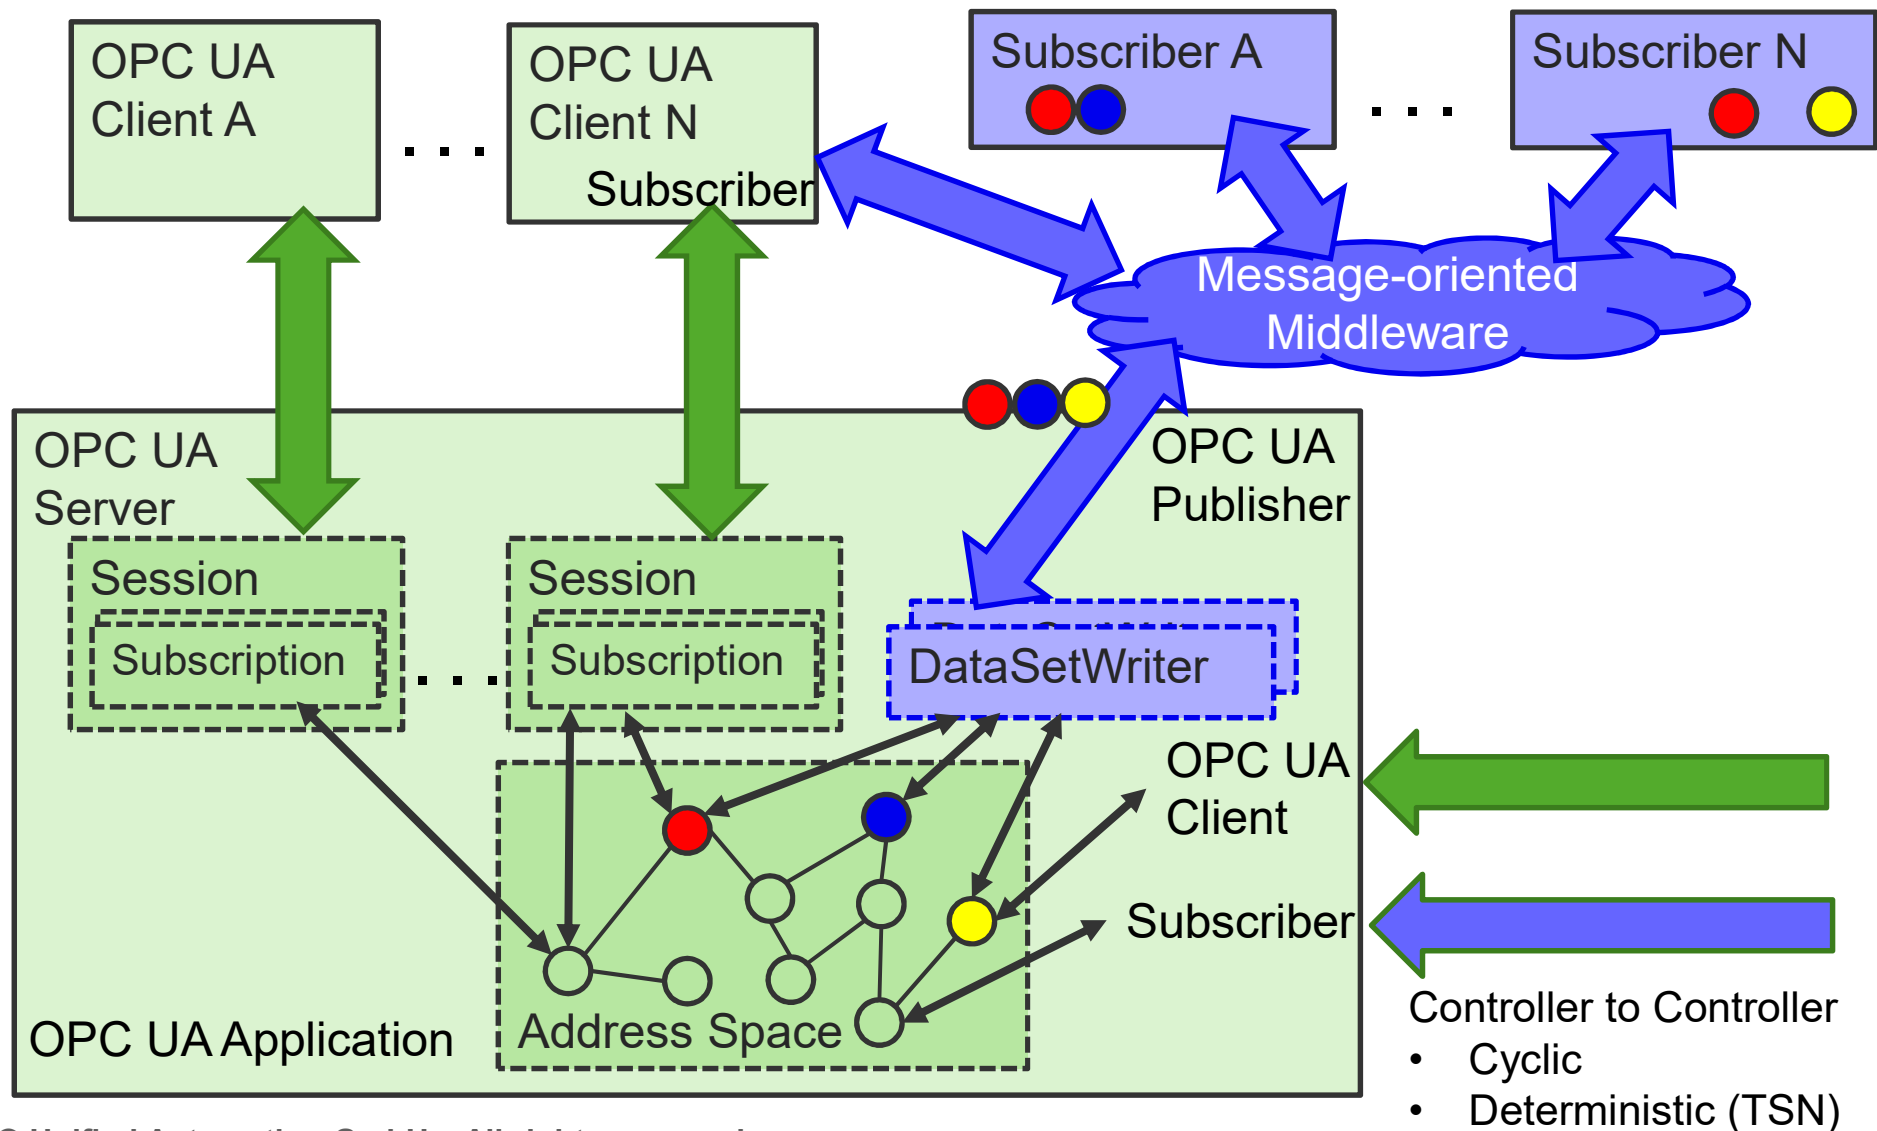 OPC UA
Client A
. . .
OPC UA
Client N
Subscriber
Subscriber A
. . .
Subscriber N
Message-oriented
Middleware
OPC UA
Server
OPC UA
Publisher
Session
Subscription
. . .
Session
Subscription
DataSetWriter
OPC UA
Client
Subscriber
Address Space
OPC UA Application
Controller to Controller
• Cyclic
• Deterministic (TSN)